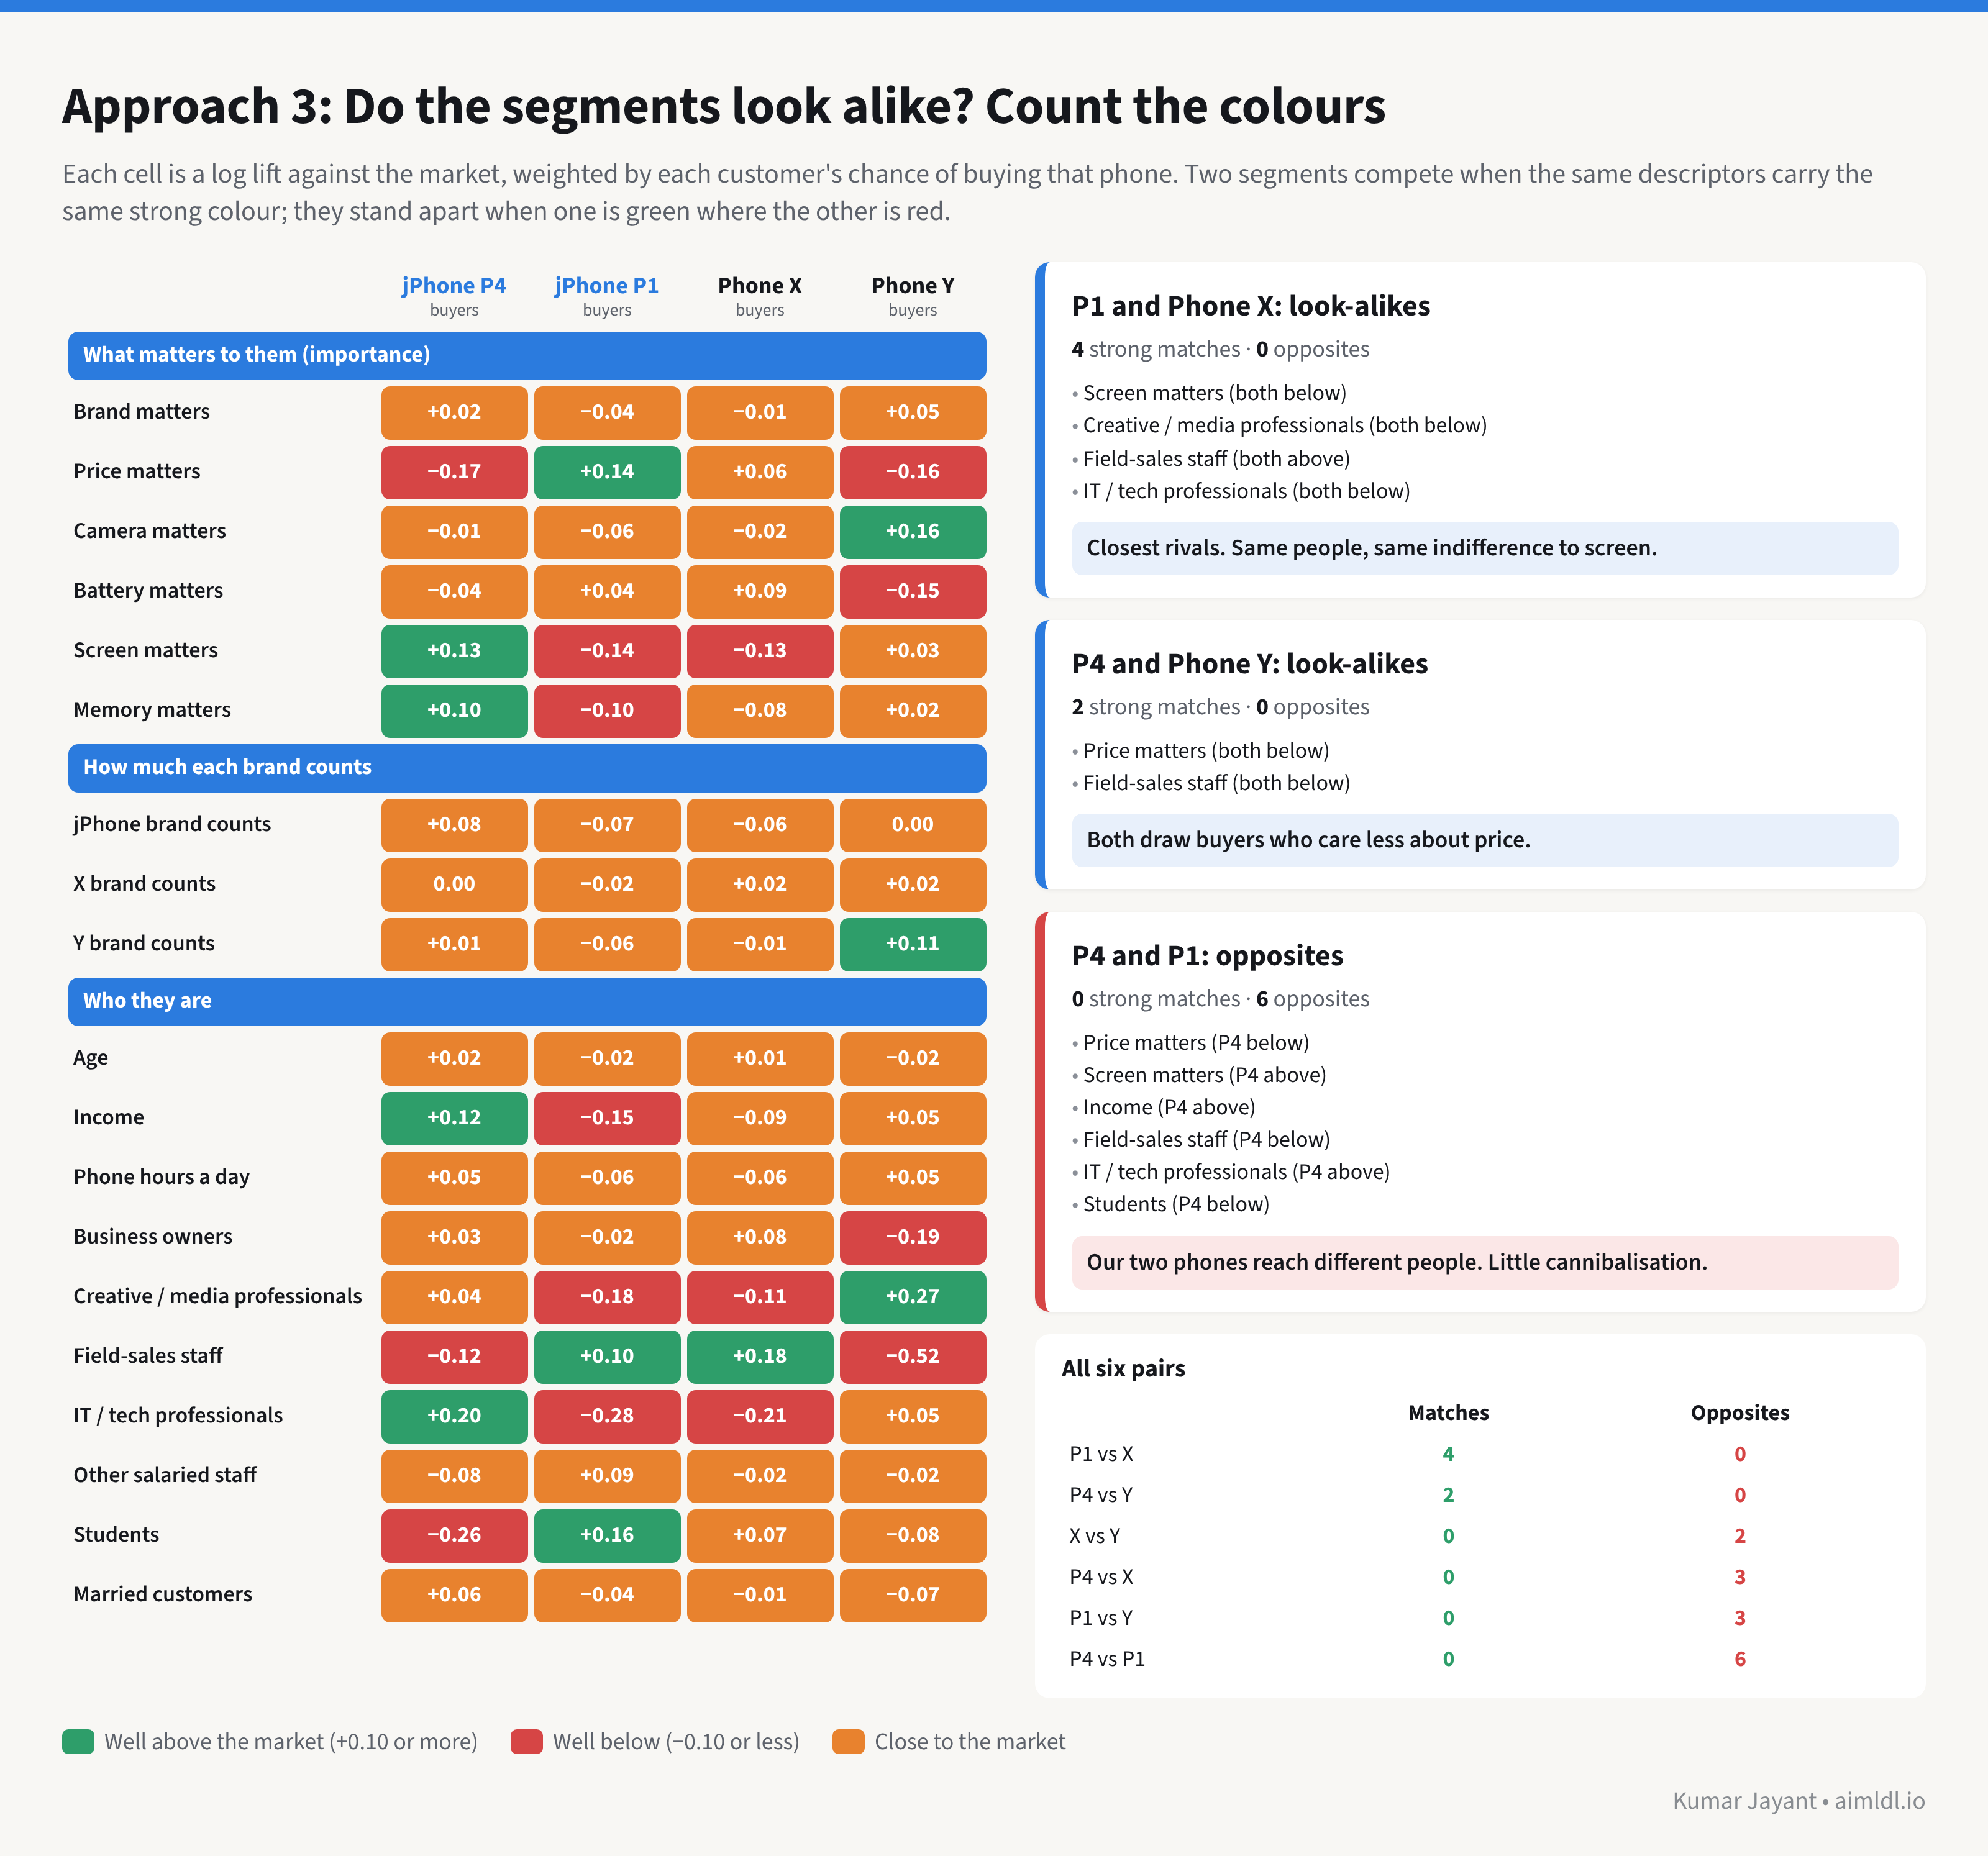 Approach 3: Do the segments look alike? Count the colours
Each cell is a log lift against the market, weighted by each customer's chance of buying that phone. Two segments compete when the same descriptors carry the
same strong colour; they stand apart when one is green where the other is red.
jPhone P4 jPhone P1 Phone X Phone Y
buyers buyers buyers buyers
What matters to them (importance)
Brand matters +0.02 −0.04 −0.01 +0.05
Price matters −0.17 +0.14 +0.06 −0.16
Camera matters −0.01 −0.06 −0.02 +0.16
Battery matters −0.04 +0.04 +0.09 −0.15
Screen matters +0.13 −0.14 −0.13 +0.03
Memory matters +0.10 −0.10 −0.08 +0.02
How much each brand counts
jPhone brand counts +0.08 −0.07 −0.06 0.00
X brand counts 0.00 −0.02 +0.02 +0.02
Y brand counts +0.01 −0.06 −0.01 +0.11
Who they are
Age +0.02 −0.02 +0.01 −0.02
Income +0.12 −0.15 −0.09 +0.05
Phone hours a day +0.05 −0.06 −0.06 +0.05
Business owners +0.03 −0.02 +0.08 −0.19
Creative / media professionals +0.04 −0.18 −0.11 +0.27
Field-sales staff −0.12 +0.10 +0.18 −0.52
IT / tech professionals +0.20 −0.28 −0.21 +0.05
Other salaried staff −0.08 +0.09 −0.02 −0.02
Students −0.26 +0.16 +0.07 −0.08
Married customers +0.06 −0.04 −0.01 −0.07
P1 and Phone X: look-alikes
4 strong matches · 0 opposites
• Screen matters (both below)
• Creative / media professionals (both below)
• Field-sales staff (both above)
• IT / tech professionals (both below)
Closest rivals. Same people, same indifference to screen.
P4 and Phone Y: look-alikes
2 strong matches · 0 opposites
• Price matters (both below)
• Field-sales staff (both below)
Both draw buyers who care less about price.
P4 and P1: opposites
0 strong matches · 6 opposites
• Price matters (P4 below)
• Screen matters (P4 above)
• Income (P4 above)
• Field-sales staff (P4 below)
• IT / tech professionals (P4 above)
• Students (P4 below)
Our two phones reach different people. Little cannibalisation.
All six pairs
Matches Opposites
P1 vs X 4 0
P4 vs Y 2 0
X vs Y 0 2
P4 vs X 0 3
P1 vs Y 0 3
P4 vs P1 0 6
Well above the market (+0.10 or more) Well below (−0.10 or less) Close to the market
Kumar Jayant • aimldl.io